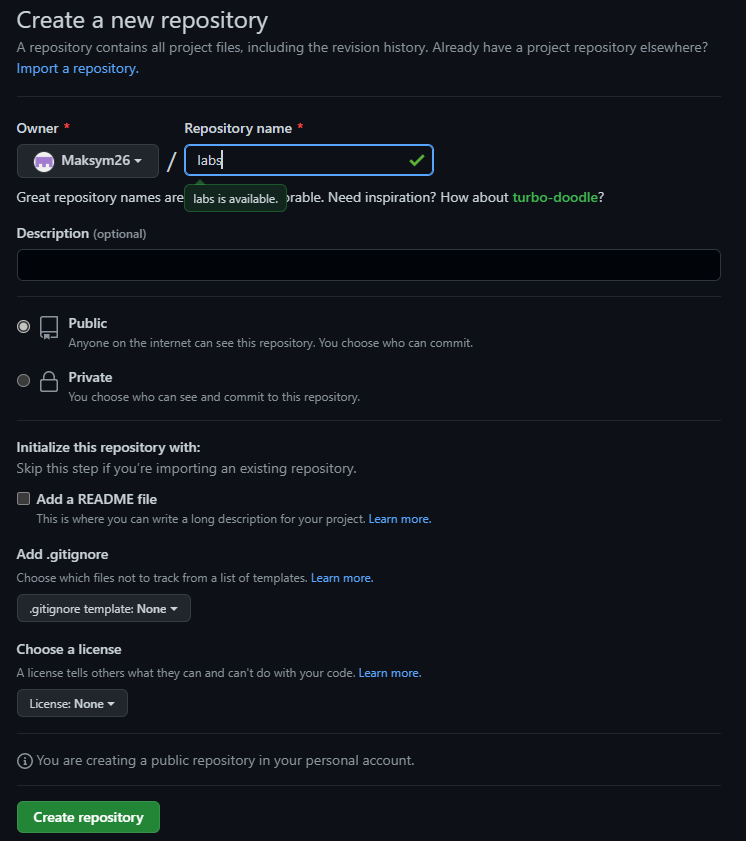 Create a new repository
A repository contains all project files, including the revision history. Already have a project repository elsewhere?
Import a repository.
Owner *
Repository name *
Maksym26
/
labs
Great repository names are
labs is available.
orable. Need inspiration? How about turbo-doodle?
Description (optional)
Public
Anyone on the internet can see this repository. You choose who can commit.
Private
You choose who can see and commit to this repository.
Initialize this repository with:
Skip this step if you're importing an existing repository.
Add a README file
This is where you can write a long description for your project. Learn more.
Add .gitignore
Choose which files not to track from a list of templates. Learn more.
.gitignore template: None
Choose a license
A license tells others what they can and can't do with your code. Learn more.
License: None
You are creating a public repository in your personal account.
Create repository